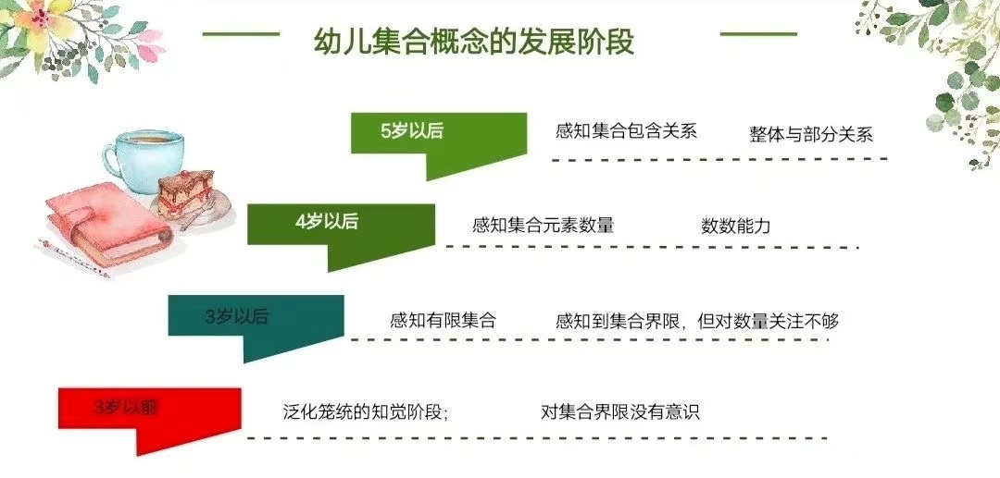 幼儿集合概念的发展阶段
5岁以后 感知集合包含关系 整体与部分关系
4岁以后 感知集合元素数量 数数能力
3岁以后 感知有限集合 感知到集合界限，但对数量关注不够
3岁以前 泛化笼统的知觉阶段； 对集合界限没有意识